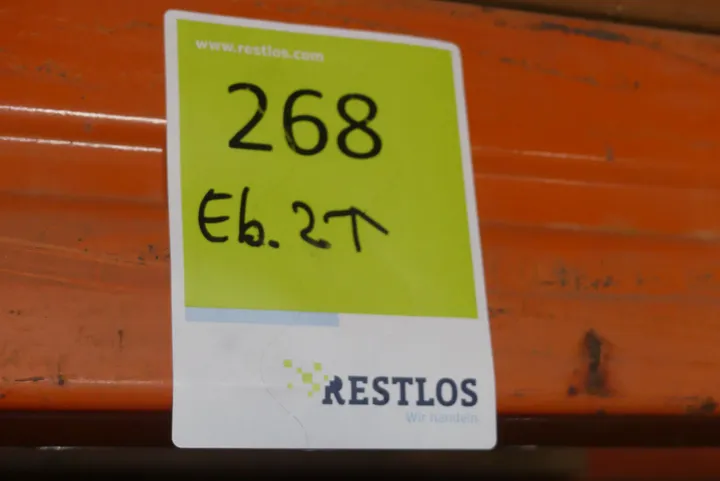 www.restlos.com
268
Eb. 2↑
RESTLOS
Wir handeln.